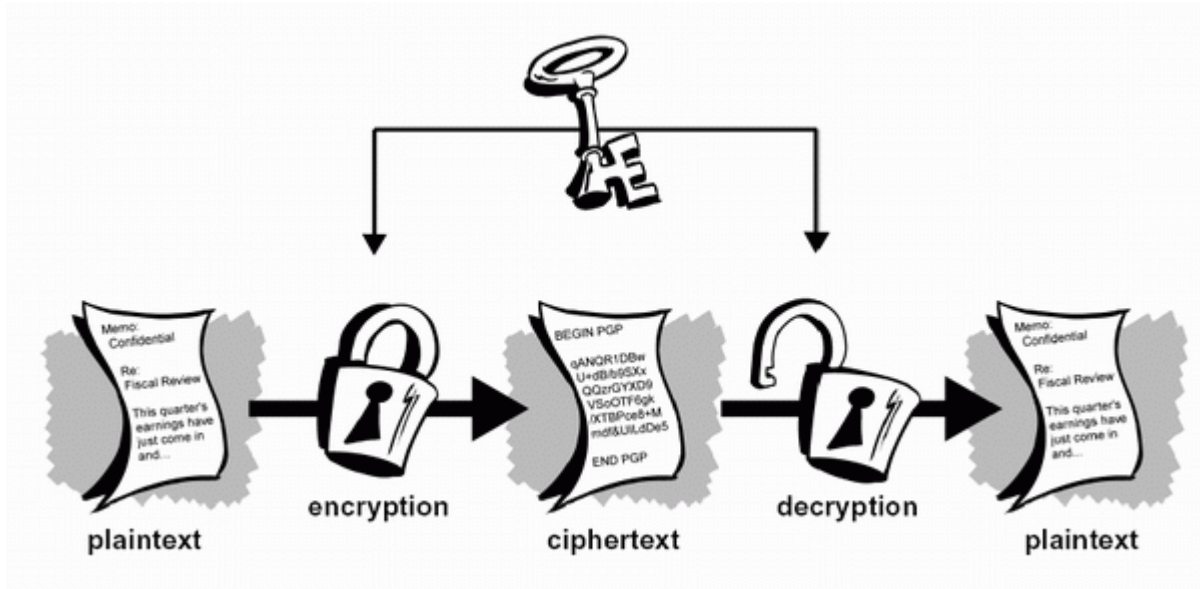 Memo:
Confidential
Re:
Fiscal Review
This quarter's
earnings have
just come in
and...
plaintext
encryption
BEGIN PGP
qANQR1DBw
U+dB/b9SXx
QQzrGYXD9
VSoOTF6gk
/XTBPce8+M
mdf&UlLdDe5
END PGP
ciphertext
decryption
Memo:
Confidential
Re:
Fiscal Review
This quarter's
earnings have
just come in
and...
plaintext